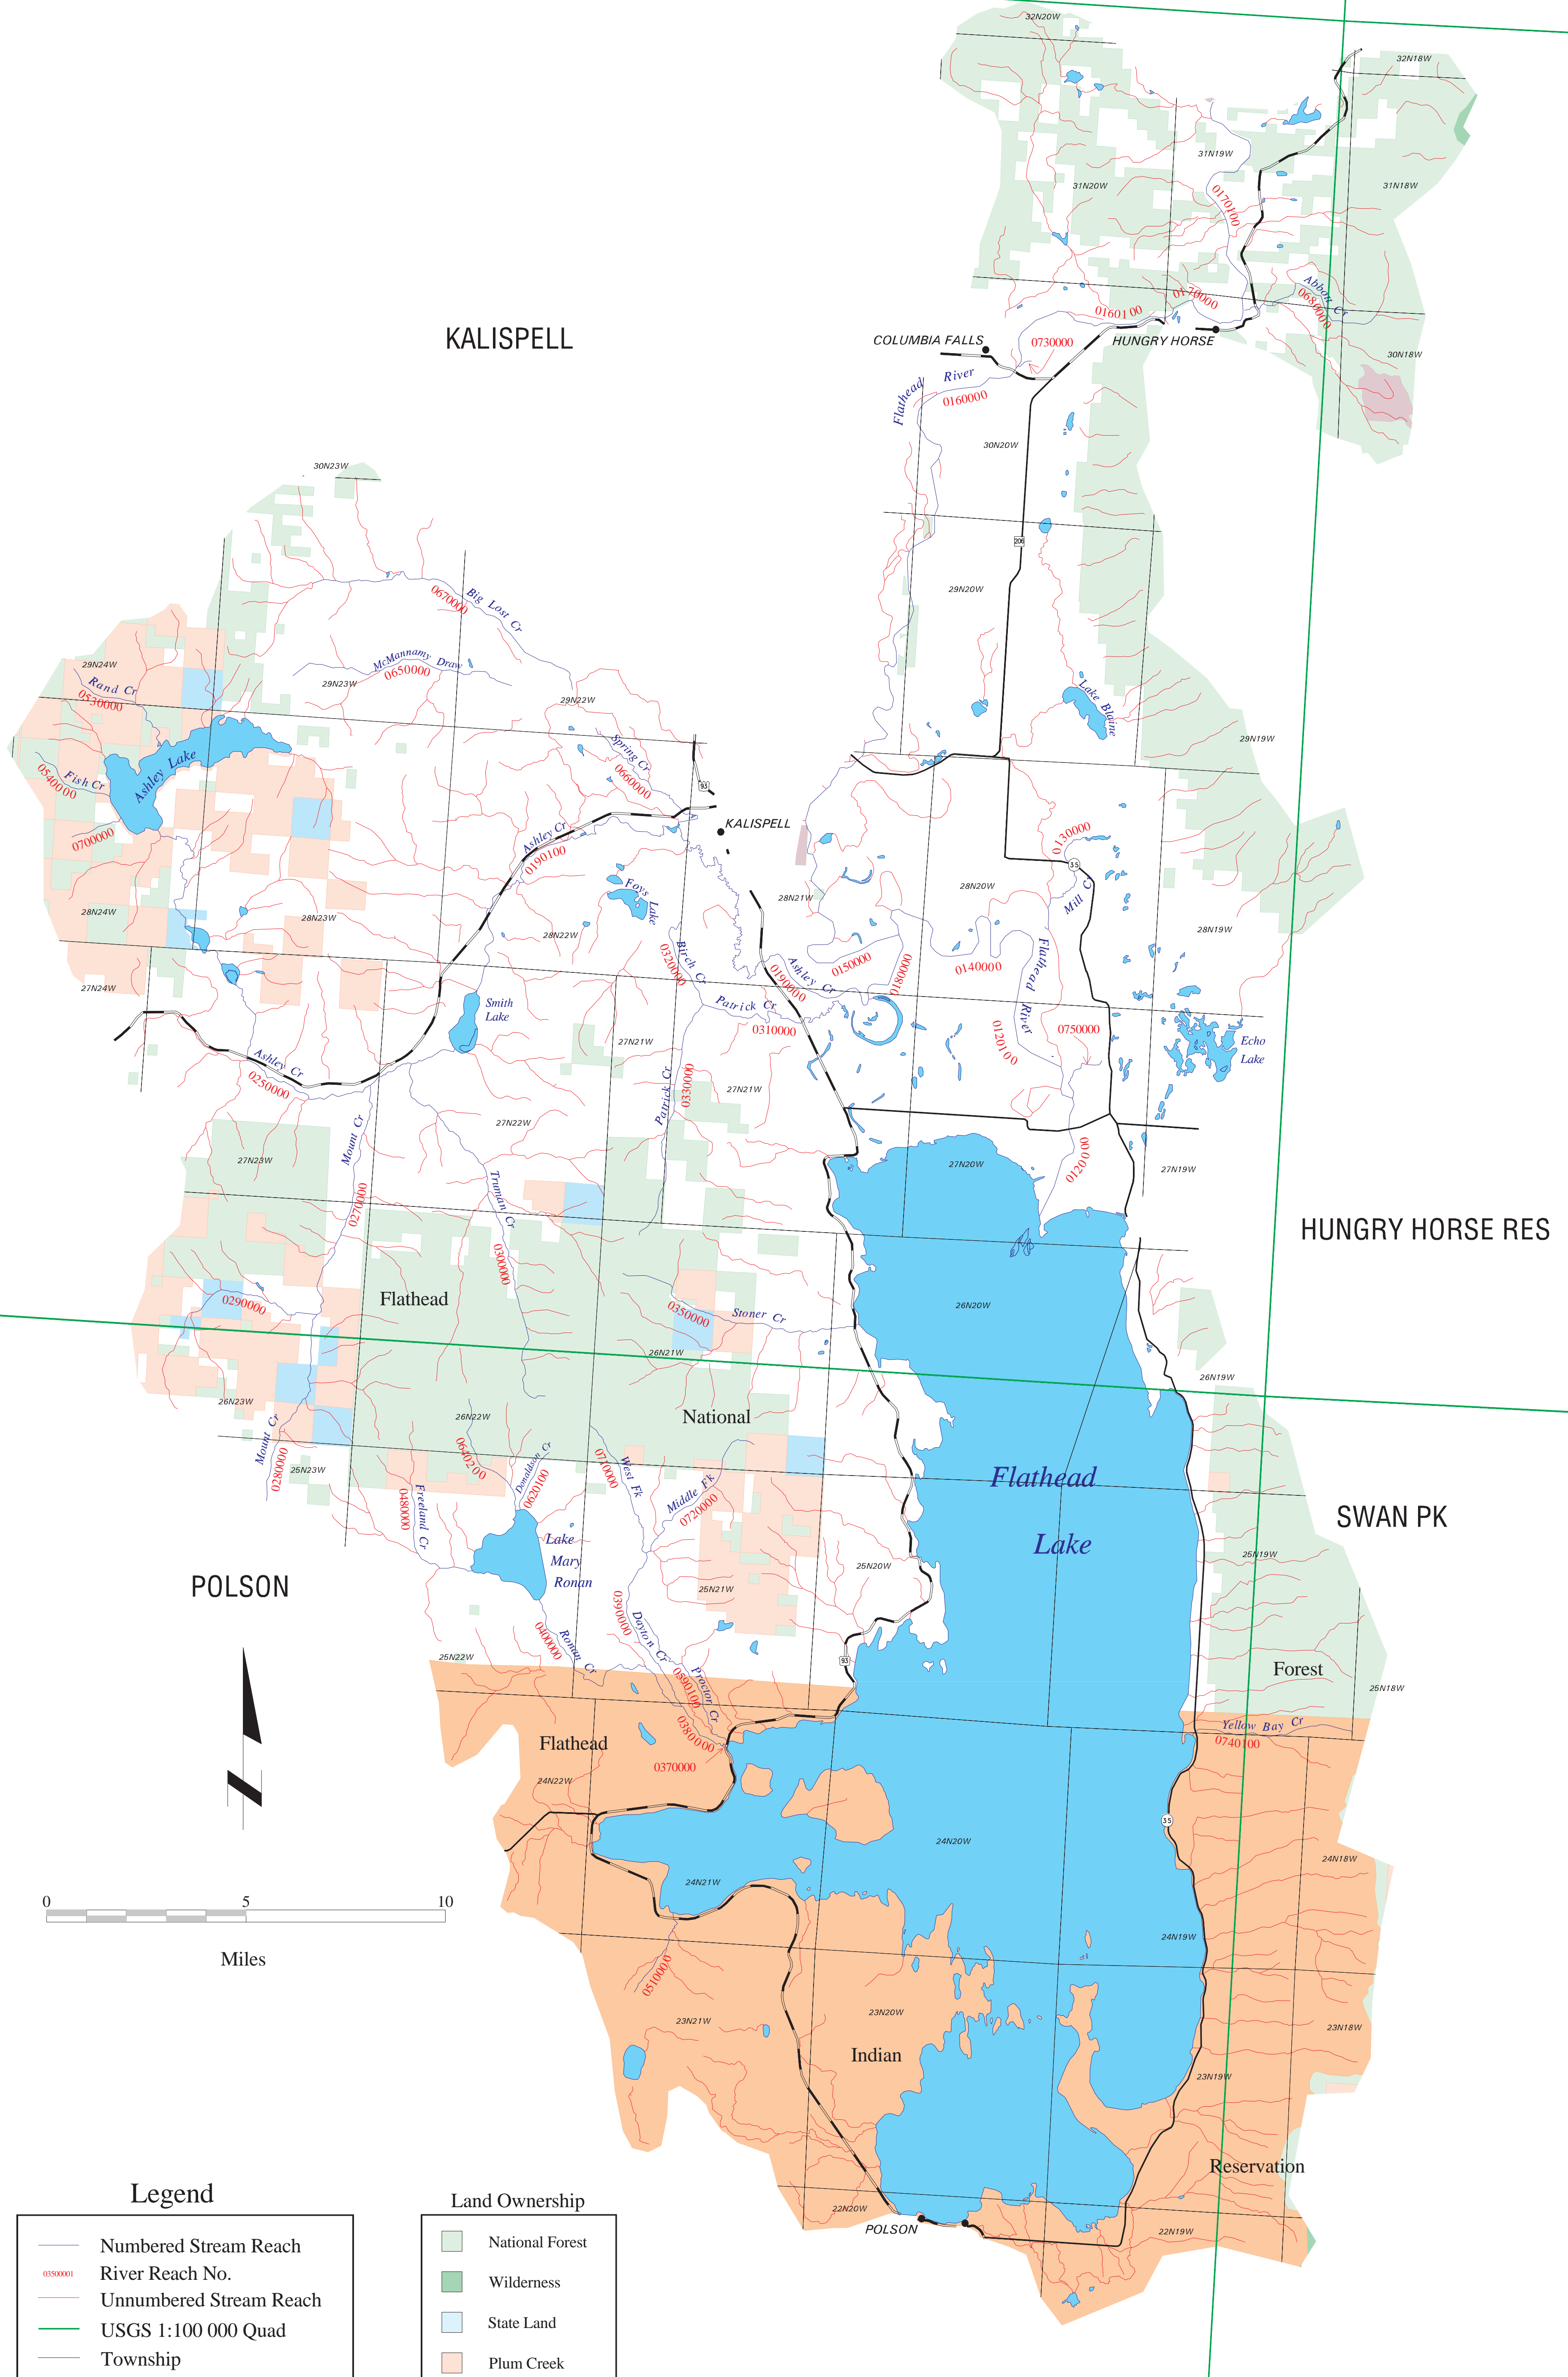 32N20W
32N18W
31N19W
31N20W
31N18W
0170100
Abbott Cr
0680000
0170000
0160100
KALISPELL
COLUMBIA FALLS
0730000
HUNGRY HORSE
30N18W
Flathead River
0160000
30N20W
30N23W
206
29N20W
Big Lost Cr
0670000
McMannamy Draw
0650000
29N24W
Rand Cr
0530000
29N23W
29N22W
Lake Blaine
29N19W
Spring Cr
0660000
Ashley Lake
Fish Cr
0540000
93
0700000
KALISPELL
Ashley Cr
0190100
0130000
35
Foys Lake
28N20W
Mill C
28N21W
28N24W
28N23W
28N22W
28N19W
Birch Cr
0320000
Ashley Cr
0190000
0150000
0180000
0140000
Flathead River
27N24W
Smith
Lake
Patrick Cr
0310000
0120100
0750000
Echo
Lake
27N21W
Ashley Cr
0250000
Patrick Cr
0330000
27N21W
27N22W
Mount Cr
27N23W
27N20W
0120000
27N19W
Truman Cr
0270000
HUNGRY HORSE RES
0300000
Flathead
0290000
0350000
Stoner Cr
26N20W
26N21W
26N19W
26N23W
26N22W
National
Mount Cr
0280000
25N23W
0640200
Donaldson Cr
0620100
0710000
West Fk
Middle Fk
0720000
Flathead
Freeland Cr
0480000
SWAN PK
Lake
Mary
Ronan
Lake
25N19W
25N20W
POLSON
25N21W
0390000
Dayton Cr
0400000
Ronan Cr
25N22W
93
0590100
Proctor Cr
Forest
25N18W
0380000
Yellow Bay Cr
0740100
Flathead
0370000
24N22W
35
24N20W
24N18W
24N21W
0 5 10
Miles
24N19W
0510000
23N20W
23N21W
23N18W
Indian
23N19W
Reservation
22N20W
POLSON
22N19W
Legend
Numbered Stream Reach
03500001
River Reach No.
Unnumbered Stream Reach
USGS 1:100 000 Quad
Township
Land Ownership
National Forest
Wilderness
State Land
Plum Creek